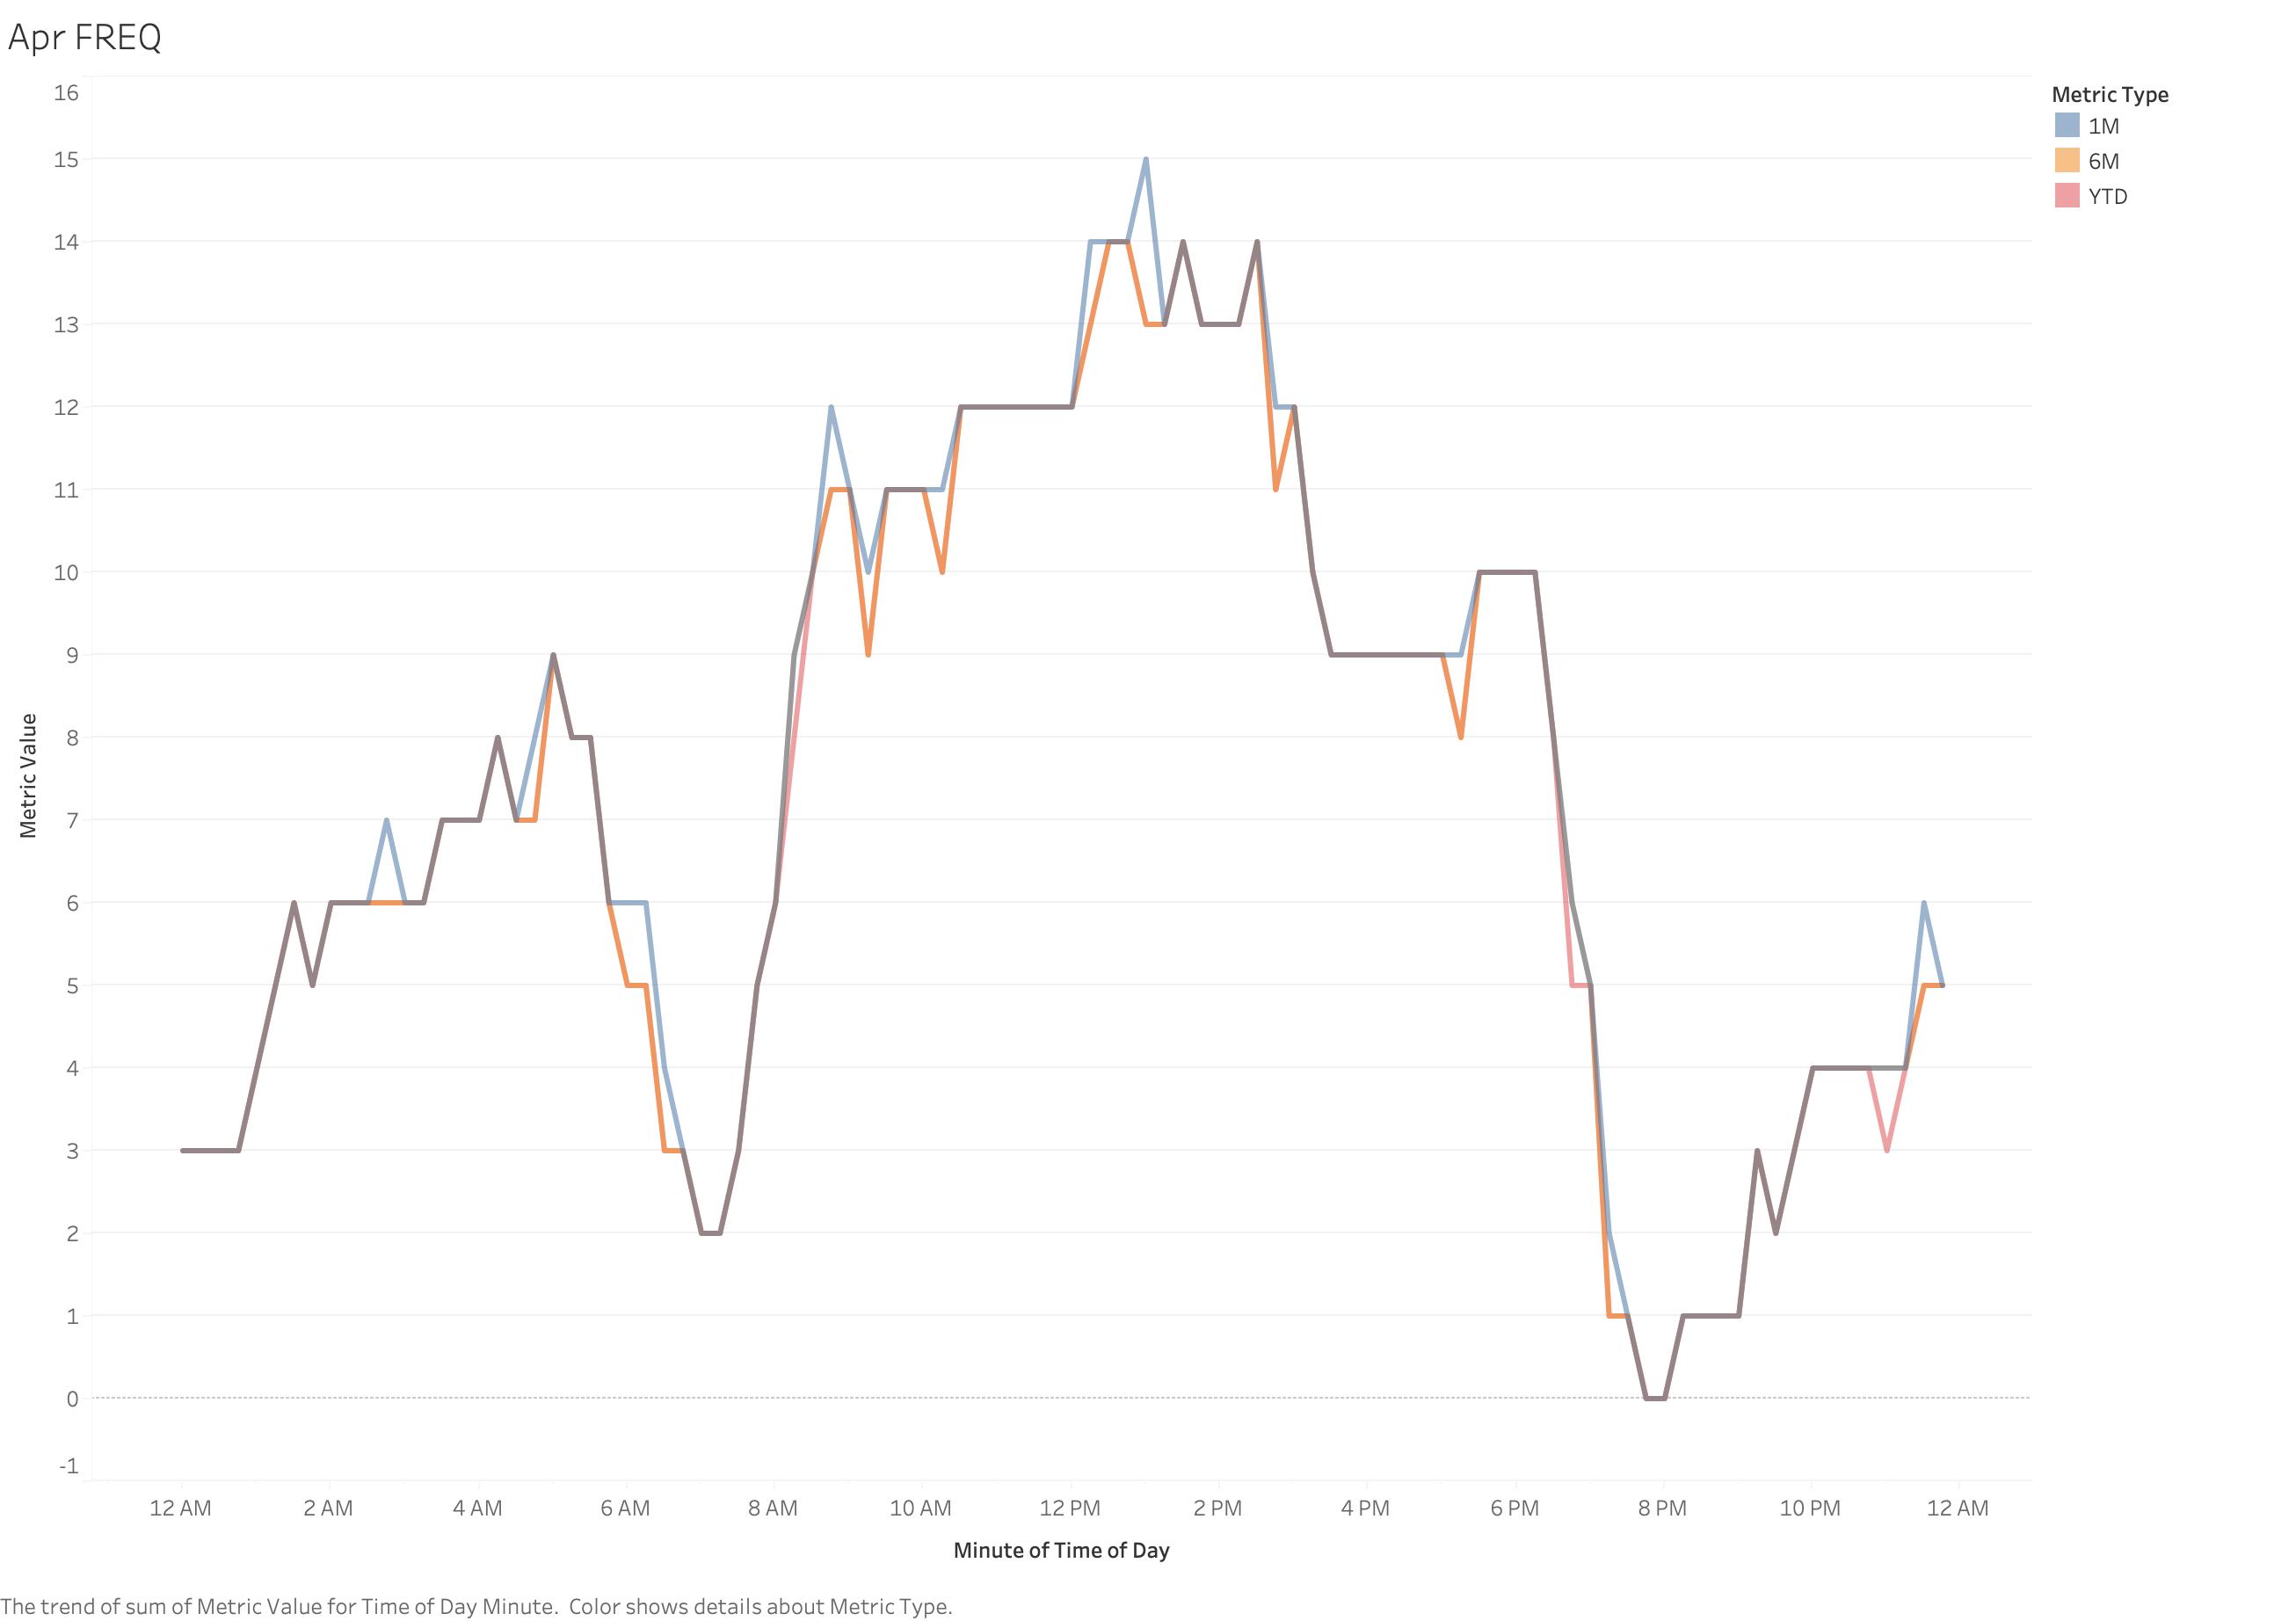 Apr FREQ
Metric Type
1M
6M
YTD
16
15
14
13
12
11
10
9
8
7
6
5
4
3
2
1
0
-1
Metric Value
12 AM 2 AM 4 AM 6 AM 8 AM 10 AM 12 PM 2 PM 4 PM 6 PM 8 PM 10 PM 12 AM
Minute of Time of Day
The trend of sum of Metric Value for Time of Day Minute. Color shows details about Metric Type.